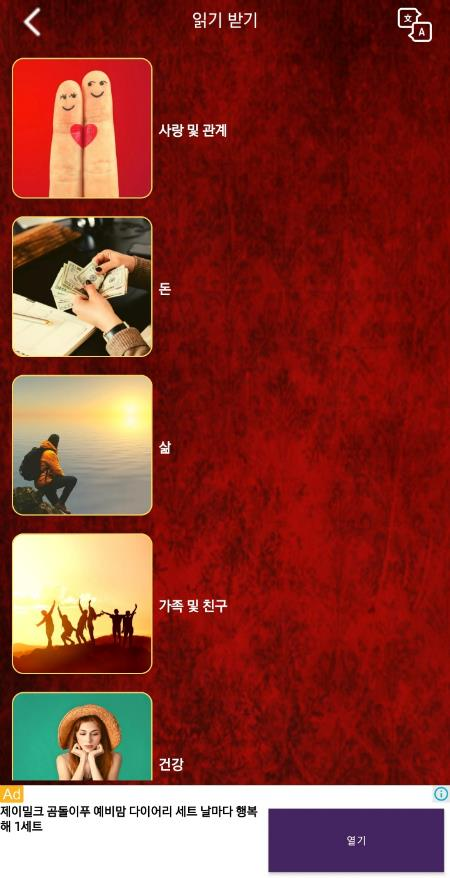 읽기 받기
文
A
사랑 및 관계
돈
삶
가족 및 친구
건강
Ad
제이밀크 곰돌이푸 예비맘 다이어리 세트 날마다 행복
해 1세트
열기